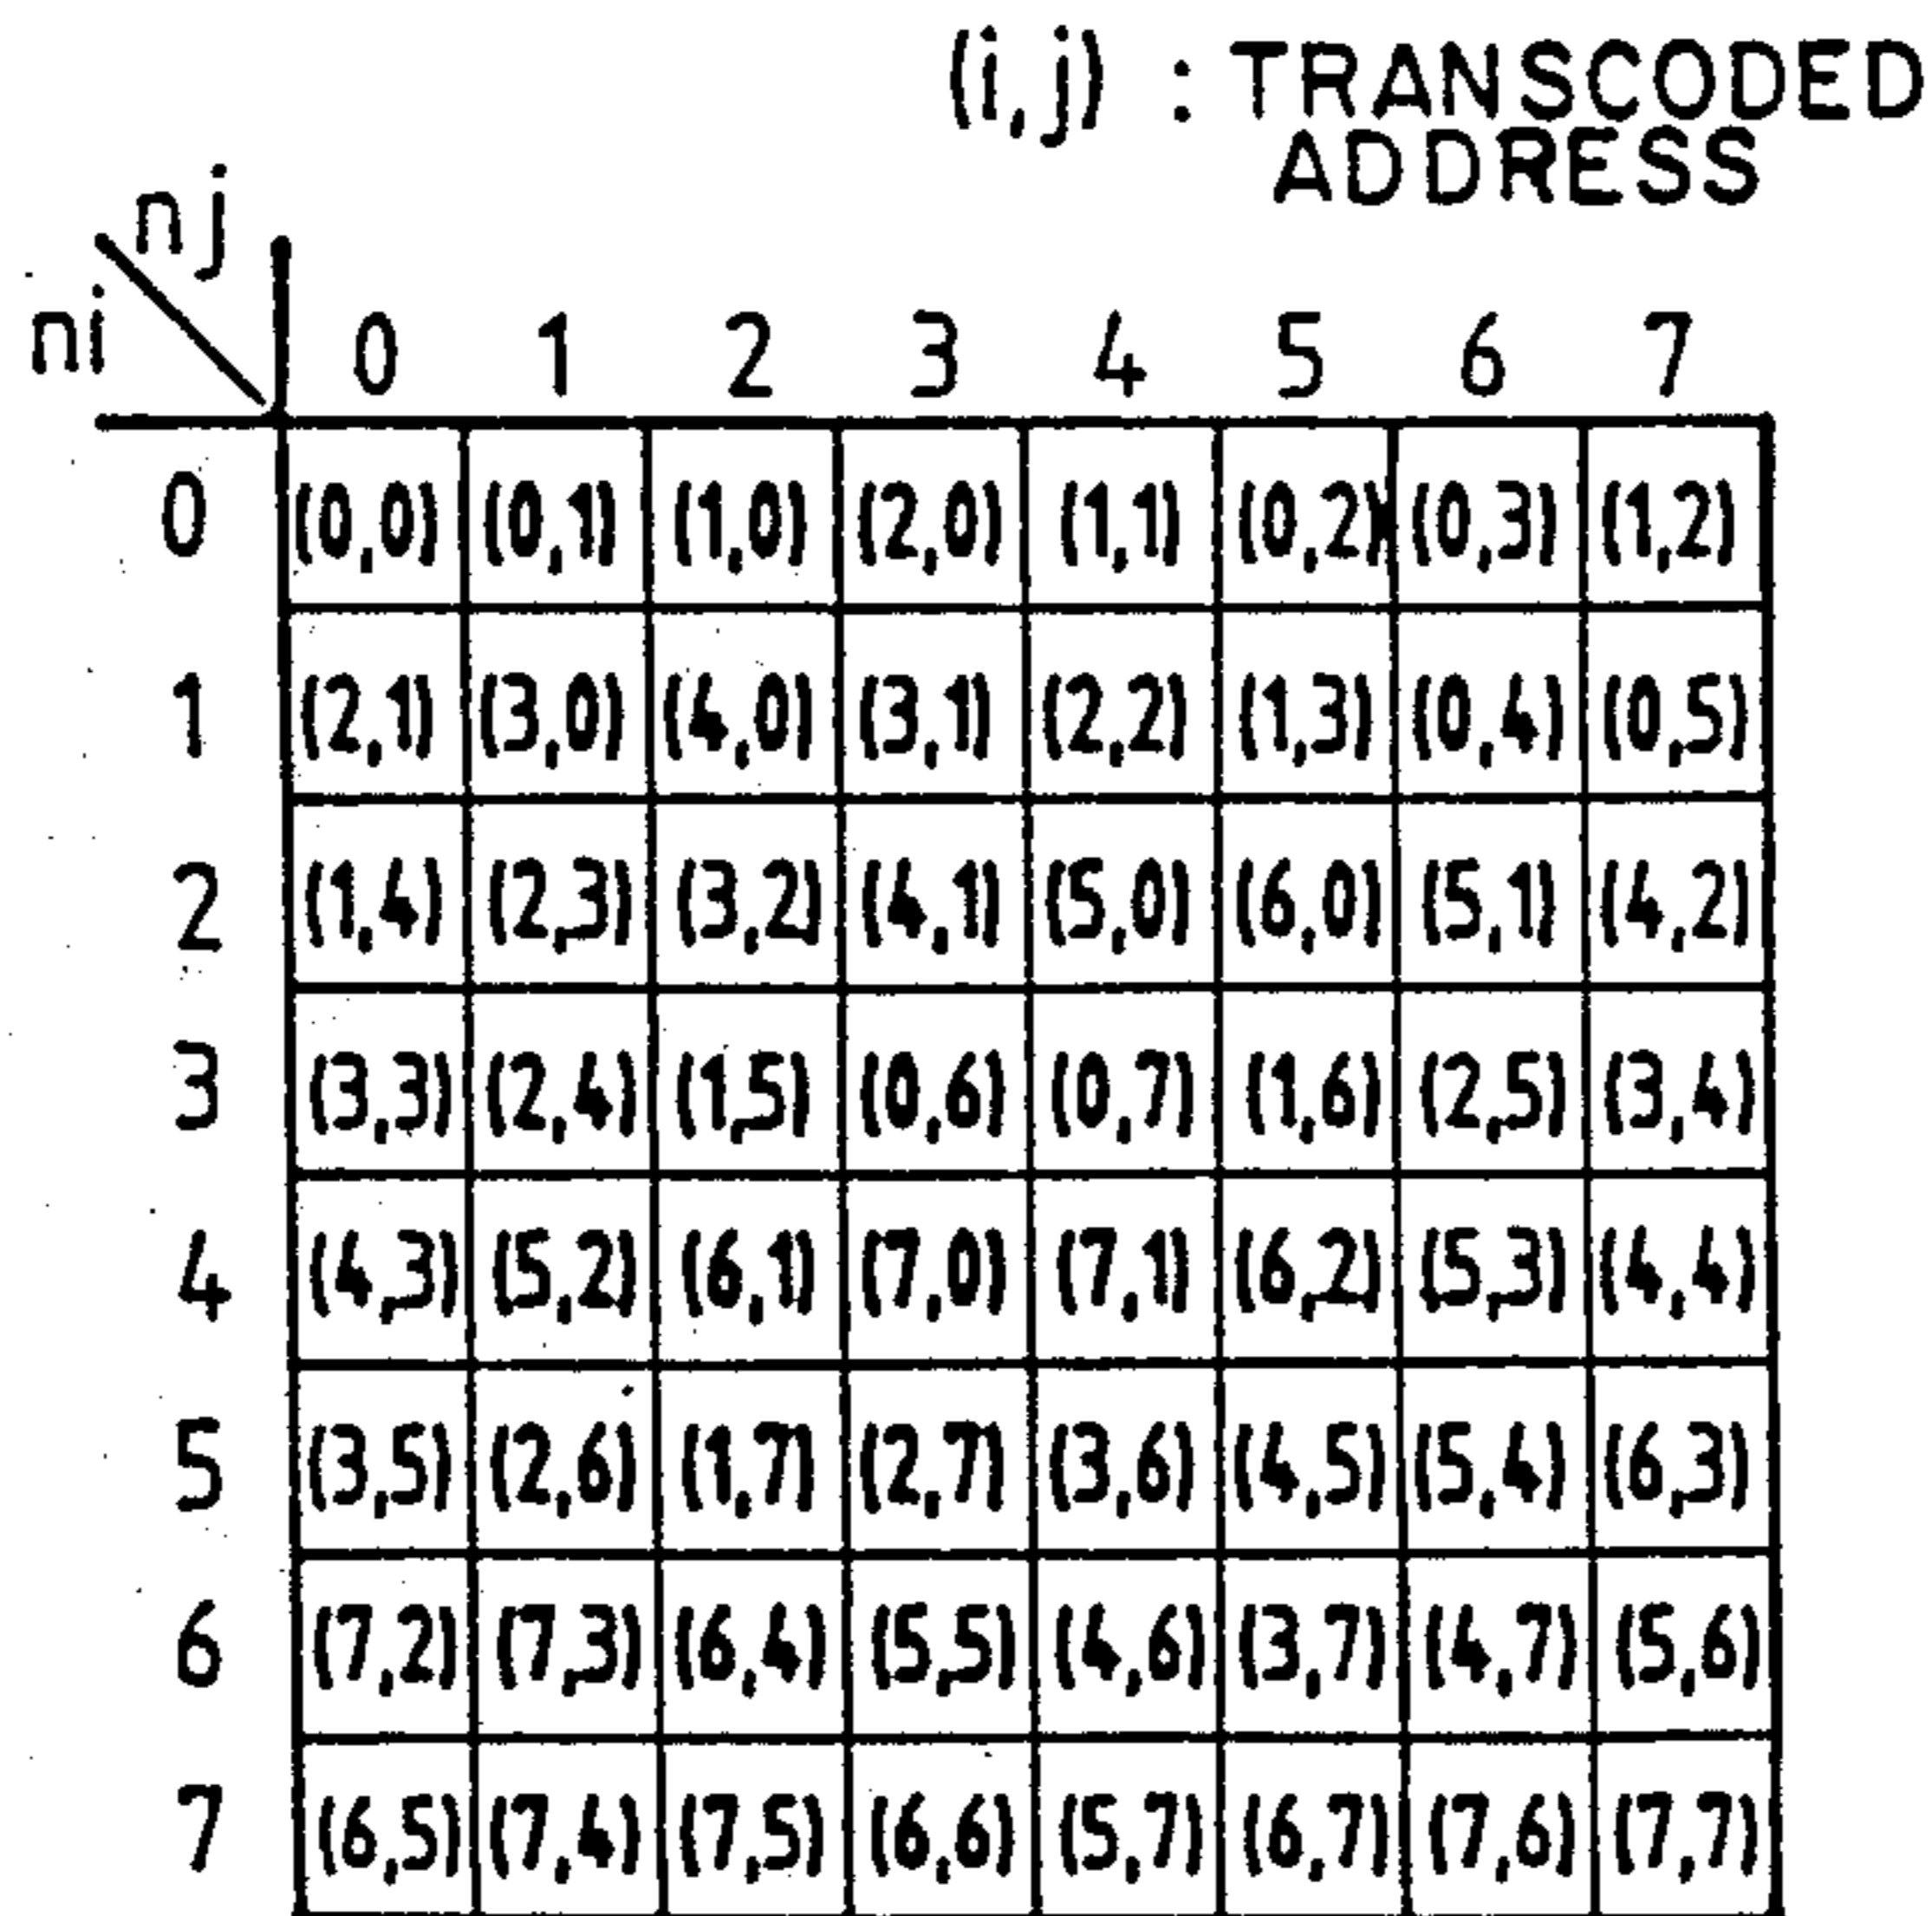 (i,j) : TRANSCODED
ADDRESS
nj
ni
0 1 2 3 4 5 6 7
0 (0,0) (0,1) (1,0) (2,0) (1,1) (0,2) (0,3) (1,2)
1 (2,1) (3,0) (4,0) (3,1) (2,2) (1,3) (0,4) (0,5)
2 (1,4) (2,3) (3,2) (4,1) (5,0) (6,0) (5,1) (4,2)
3 (3,3) (2,4) (1,5) (0,6) (0,7) (1,6) (2,5) (3,4)
4 (4,3) (5,2) (6,1) (7,0) (7,1) (6,2) (5,3) (4,4)
5 (3,5) (2,6) (1,7) (2,7) (3,6) (4,5) (5,4) (6,3)
6 (7,2) (7,3) (6,4) (5,5) (4,6) (3,7) (4,7) (5,6)
7 (6,5) (7,4) (7,5) (6,6) (5,7) (6,7) (7,6) (7,7)